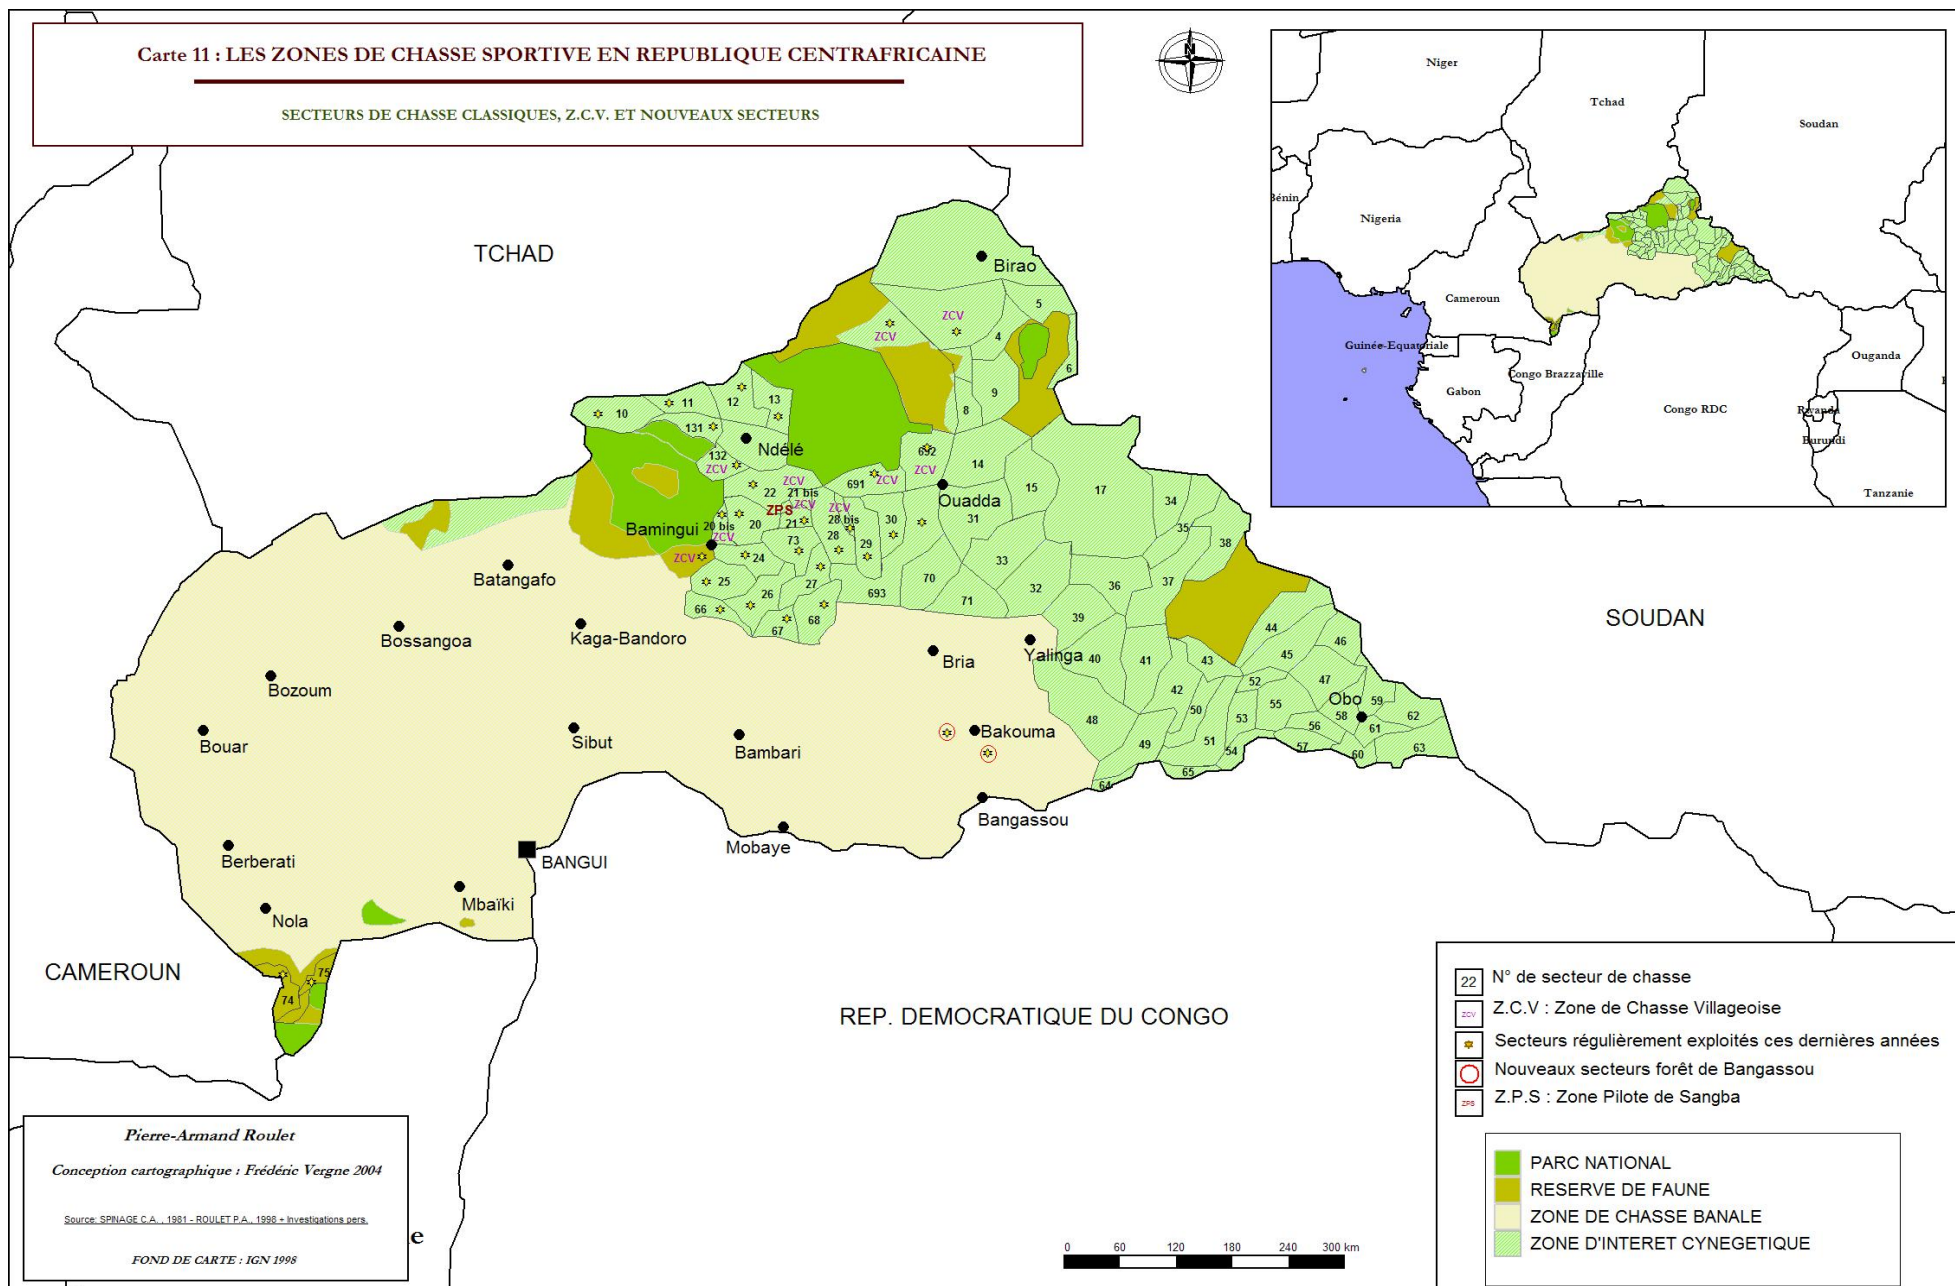 Carte 11 : LES ZONES DE CHASSE SPORTIVE EN REPUBLIQUE CENTRAFRICAINE
SECTEURS DE CHASSE CLASSIQUES, Z.C.V. ET NOUVEAUX SECTEURS
N
Niger
Tchad
Soudan
Bénin
Nigeria
Cameroun
Guinée-Equatoriale
Congo Brazzaville
Gabon
Congo RDC
Ouganda
Rwanda
Burundi
Tanzanie
TCHAD
Birao
5
ZCV
ZCV
4
6
9
8
10
11
12
13
131
Ndélé
132
ZCV
692
ZCV
14
22
ZCV
21 bis
691
ZCV
Ouadda
15
17
34
ZPS
ZCV
ZCV
20 bis
20
21
28 bis
30
31
35
Bamingui
ZCV
73
28
29
38
ZCV
24
33
Batangafo
25
27
70
32
36
37
26
693
71
66
68
67
39
SOUDAN
Bossangoa
Kaga-Bandoro
44
46
Bria
Yalinga
40
41
43
45
Bozoum
42
52
47
Obo
59
48
50
53
55
58
62
Bouar
Sibut
Bambari
Bakouma
56
61
49
51
54
57
60
63
65
64
Bangassou
Mobaye
Berberati
BANGUI
Mbaïki
Nola
CAMEROUN
75
74
REP. DEMOCRATIQUE DU CONGO
22 N° de secteur de chasse
ZCV Z.C.V : Zone de Chasse Villageoise
Secteurs régulièrement exploités ces dernières années
Nouveaux secteurs forêt de Bangassou
ZPS Z.P.S : Zone Pilote de Sangba
PARC NATIONAL
RESERVE DE FAUNE
ZONE DE CHASSE BANALE
ZONE D'INTERET CYNEGETIQUE
Pierre-Armand Roulet
Conception cartographique : Frédéric Vergne 2004
Source: SPINAGE C.A. , 1981 - ROULET P.A., 1998 + Investigations pers.
FOND DE CARTE : IGN 1998
e
0 60 120 180 240 300 km